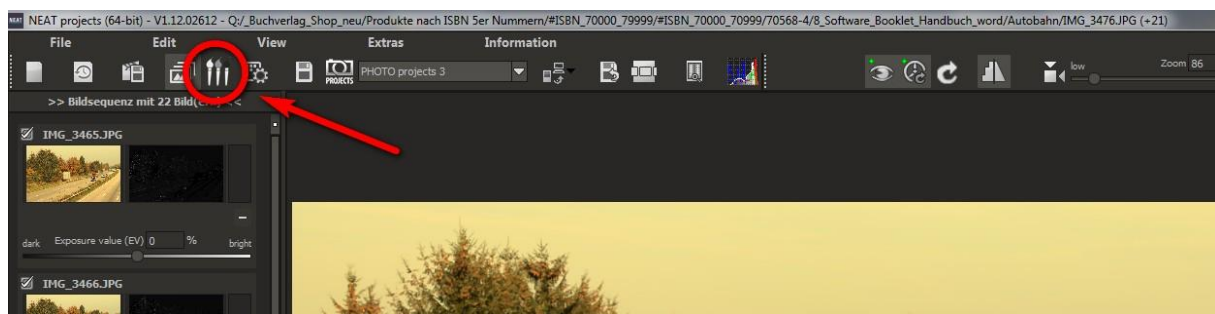 NEAT NEAT projects (64-bit) - V1.12.02612 - Q:/_Buchverlag_Shop_neu/Produkte nach ISBN 5er Nummern/#ISBN_70000_79999/#ISBN_70000_70999/70568-4/8_Software_Booklet_Handbuch_word/Autobahn/IMG_3476.JPG (+21)
File Edit View Extras Information
PROJECTS PHOTO projects 3 low Zoom 86
>> Bildsequenz mit 22 Bild( <
IMG_3465.JPG
dark Exposure value (EV) 0 % bright
IMG_3466.JPG